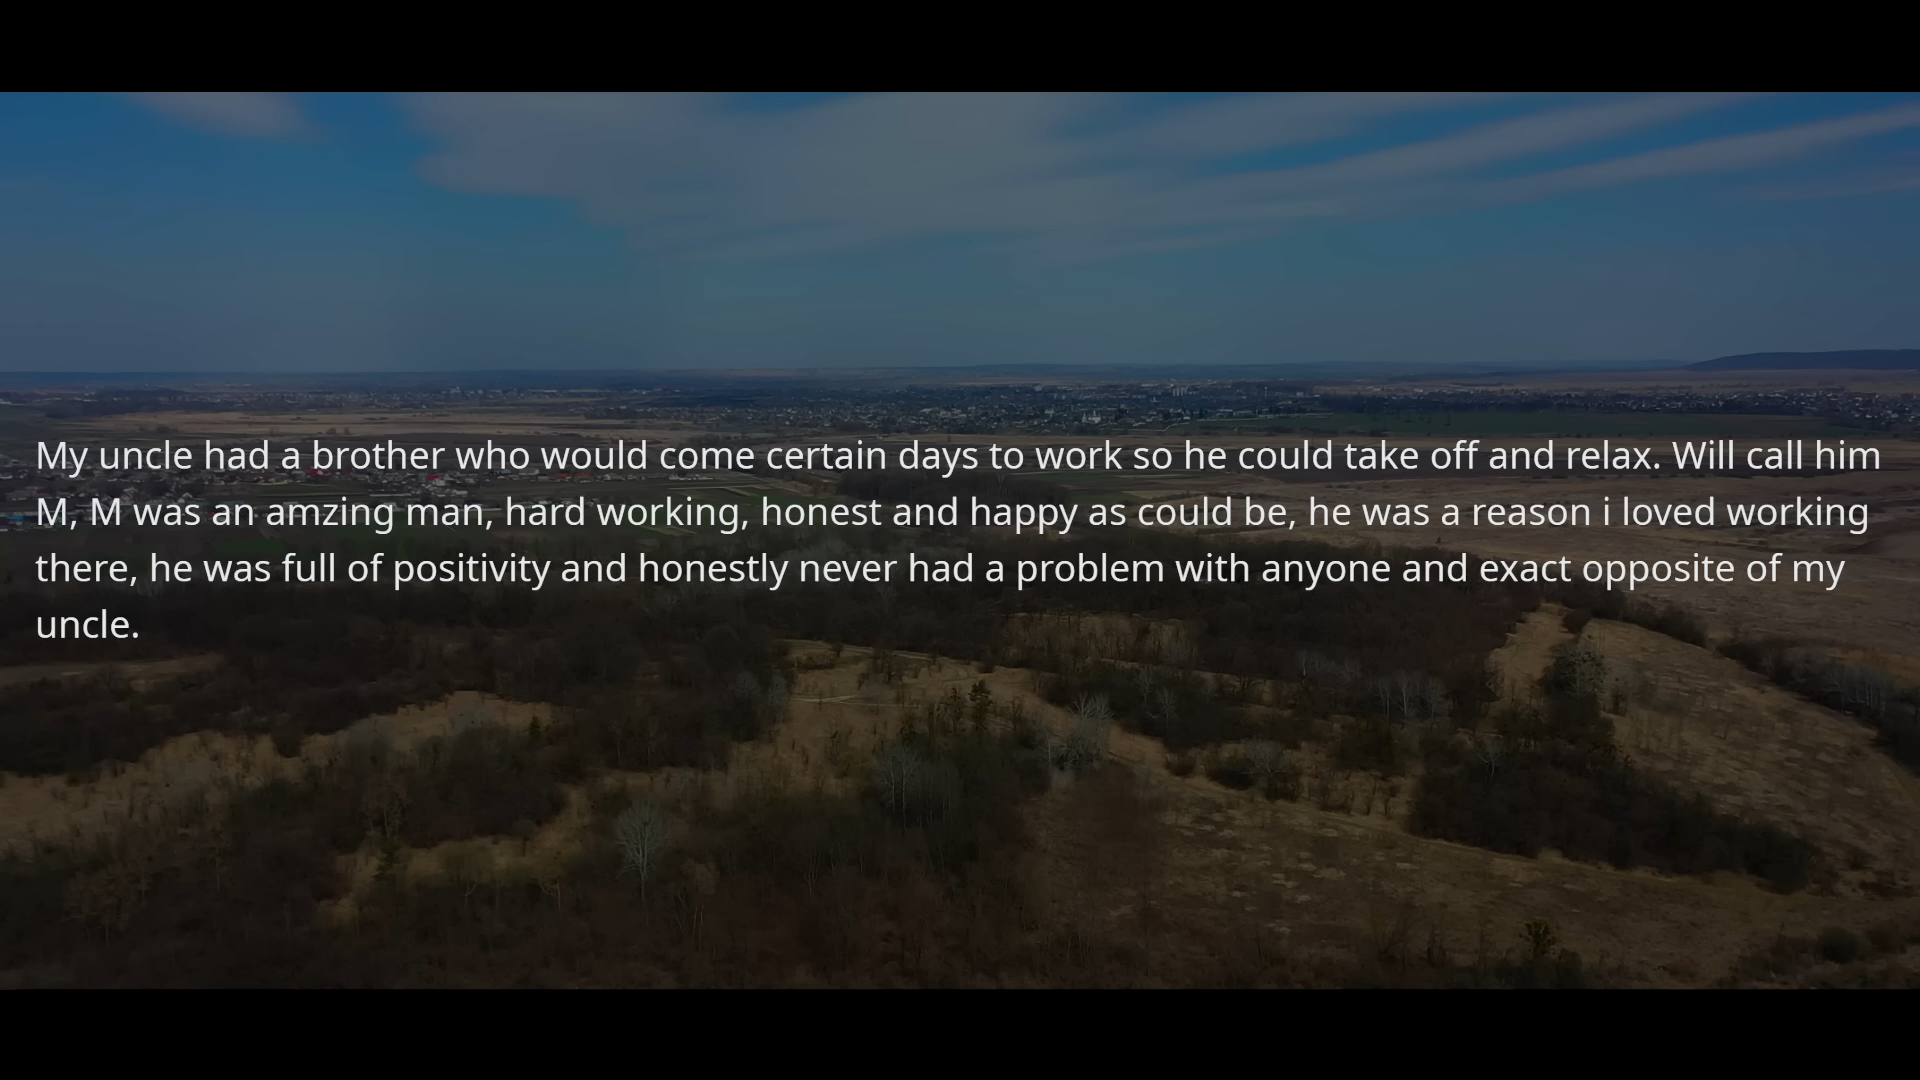 My uncle had a brother who would come certain days to work so he could take off and relax. Will call him
M, M was an amzing man, hard working, honest and happy as could be, he was a reason i loved working
there, he was full of positivity and honestly never had a problem with anyone and exact opposite of my
uncle.